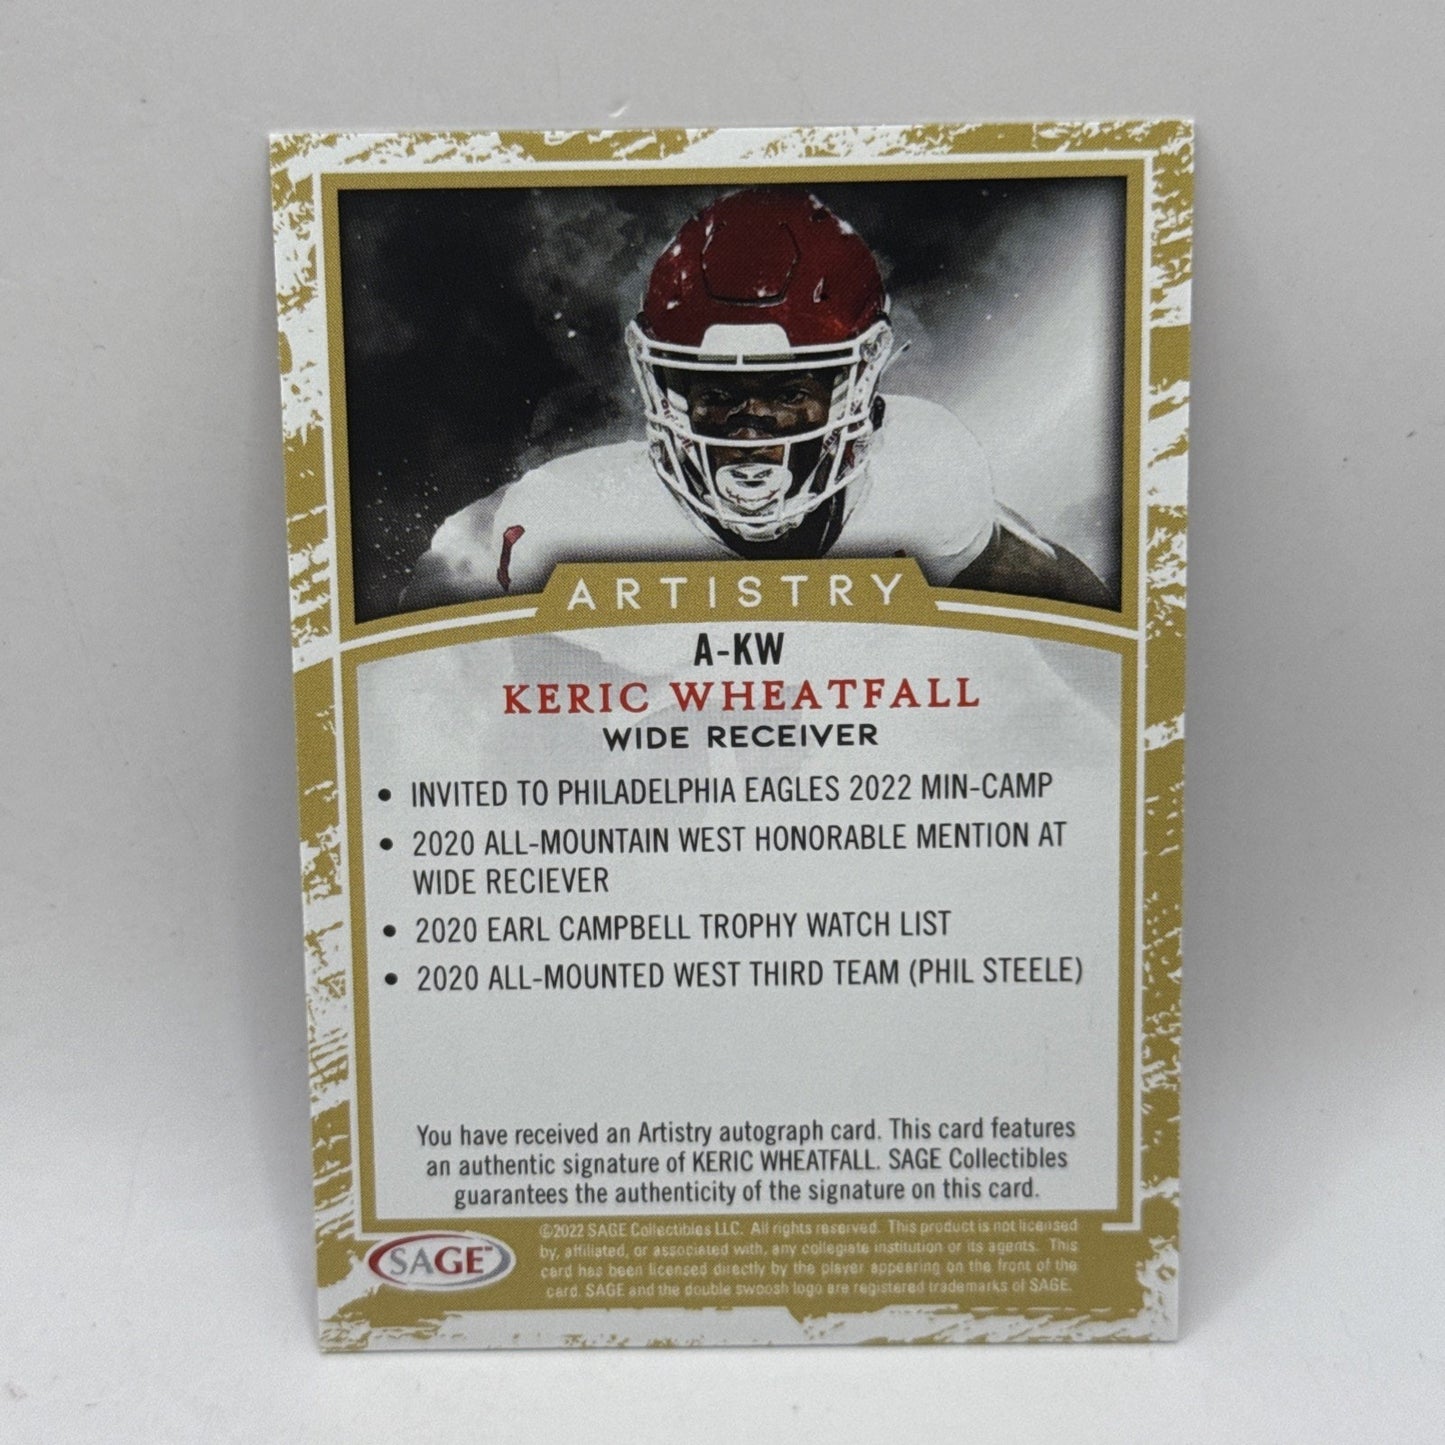 ARTISTRY
A-KW
KERIC WHEATFALL
WIDE RECEIVER
• INVITED TO PHILADELPHIA EAGLES 2022 MIN-CAMP
• 2020 ALL-MOUNTAIN WEST HONORABLE MENTION AT
WIDE RECIEVER
• 2020 EARL CAMPBELL TROPHY WATCH LIST
• 2020 ALL-MOUNTED WEST THIRD TEAM (PHIL STEELE)
You have received an Artistry autograph card. This card features
an authentic signature of KERIC WHEATFALL. SAGE Collectibles
guarantees the authenticity of the signature on this card.
SAGE™
©2022 SAGE Collectibles LLC. All rights reserved. This product is not licensed
by, affiliated, or associated with, any collegiate institution or its agents. This
card has been licensed directly by the player appearing on the front of the
card. SAGE and the double swoosh logo are registered trademarks of SAGE.